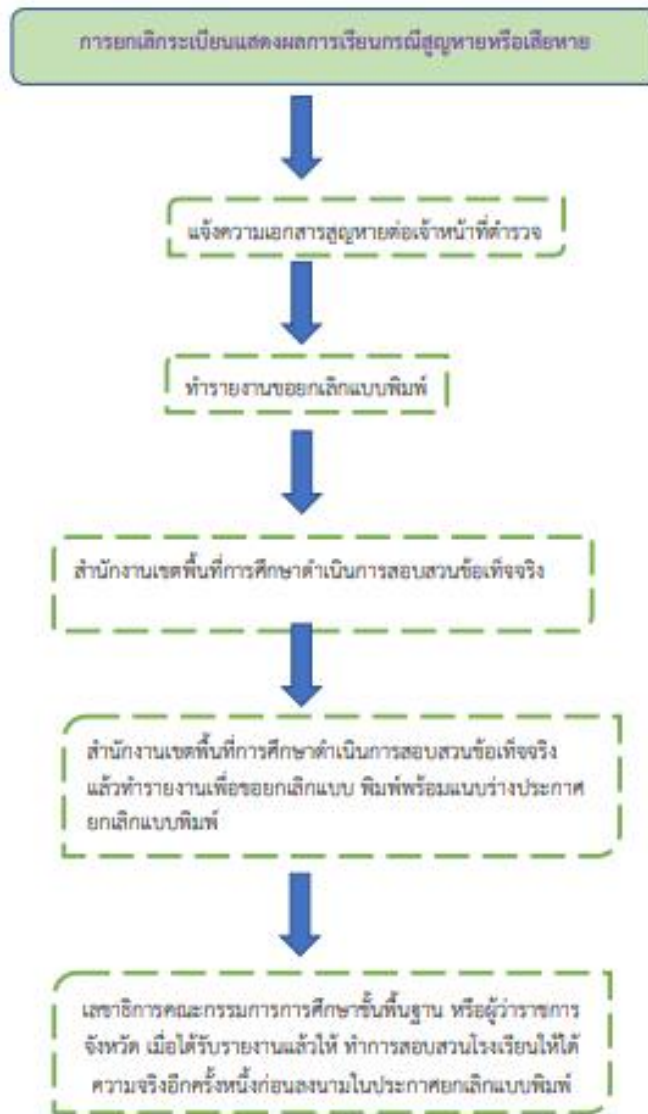 การยกเลิกระเบียนแสดงผลการเรียนกรณีสูญหายหรือเสียหาย
แจ้งความเอกสารสูญหายต่อเจ้าหน้าที่ตำรวจ
ทำรายงานขอยกเลิกแบบพิมพ์
สำนักงานเขตพื้นที่การศึกษาดำเนินการสอบสวนข้อเท็จจริง
สำนักงานเขตพื้นที่การศึกษาดำเนินการสอบสวนข้อเท็จจริง
แล้วทำรายงานเพื่อขอยกเลิกแบบ พิมพ์พร้อมแนบร่างประกาศ
ยกเลิกแบบพิมพ์
เลขาธิการคณะกรรมการการศึกษาขั้นพื้นฐาน หรือผู้ว่าราชการ
จังหวัด เมื่อได้รับรายงานแล้วให้ ทำการสอบสวนโรงเรียนให้ได้
ความจริงอีกครั้งหนึ่งก่อนลงนามในประกาศยกเลิกแบบพิมพ์